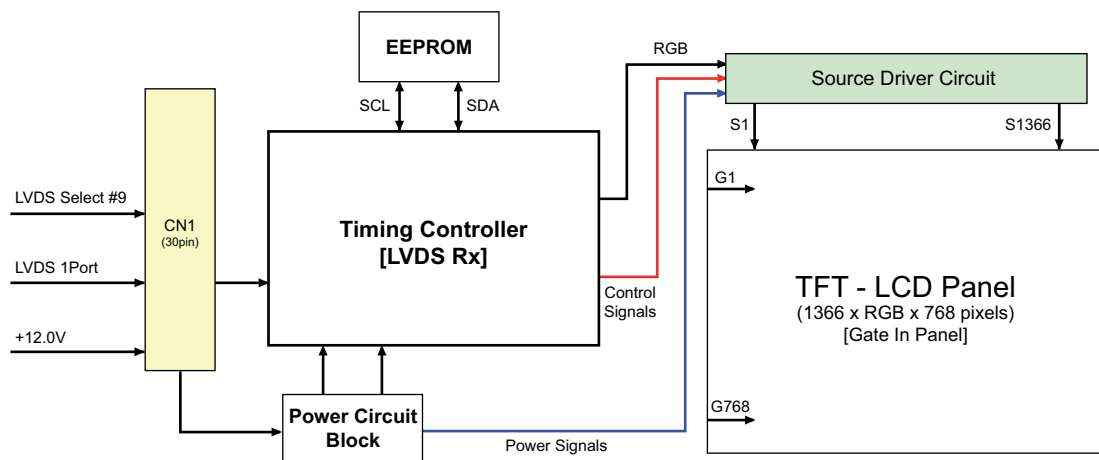 EEPROM
SCL
SDA
RGB
Source Driver Circuit
S1
S1366
LVDS Select #9
LVDS 1Port
+12.0V
CN1
(30pin)
Timing Controller
[LVDS Rx]
Control
Signals
G1
TFT - LCD Panel
(1366 x RGB x 768 pixels)
[Gate In Panel]
G768
Power Circuit
Block
Power Signals